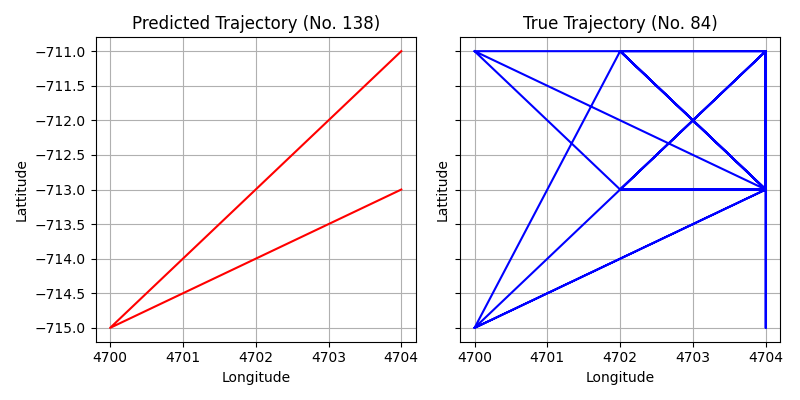 Predicted Trajectory (No. 138)
True Trajectory (No. 84)
Lattitude
−711.0
−711.5
−712.0
−712.5
−713.0
−713.5
−714.0
−714.5
−715.0
4700 4701 4702 4703 4704
Longitude
Lattitude
4700 4701 4702 4703 4704
Longitude